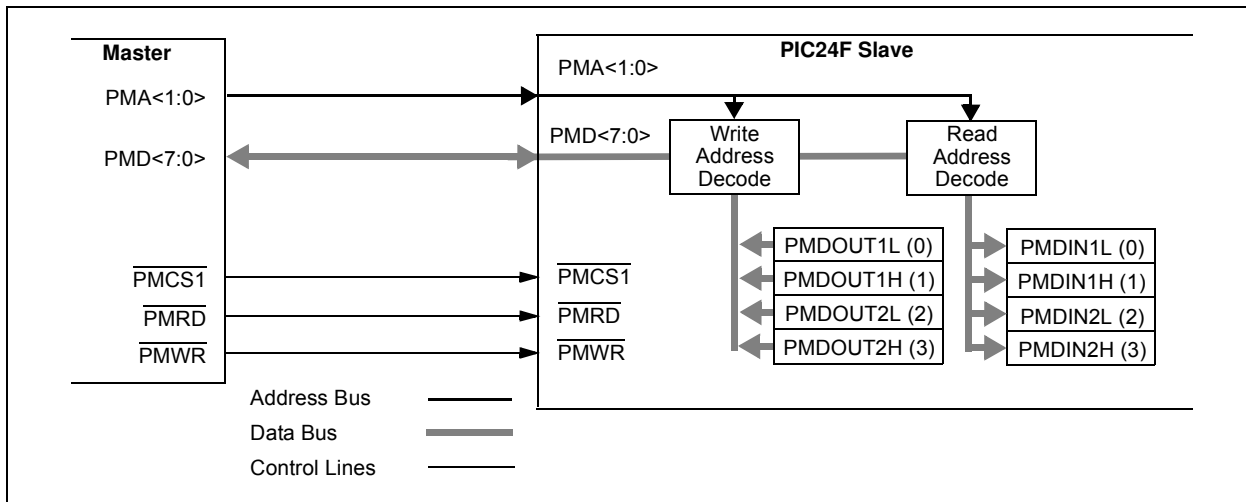 Master
PIC24F Slave
PMA<1:0>
PMA<1:0>
PMD<7:0>
PMD<7:0>
Write
Address
Decode
Read
Address
Decode
PMDOUT1L (0)
PMDOUT1H (1)
PMDOUT2L (2)
PMDOUT2H (3)
PMDIN1L (0)
PMDIN1H (1)
PMDIN2L (2)
PMDIN2H (3)
PMCS1
PMCS1
PMRD
PMRD
PMWR
PMWR
Address Bus
Data Bus
Control Lines